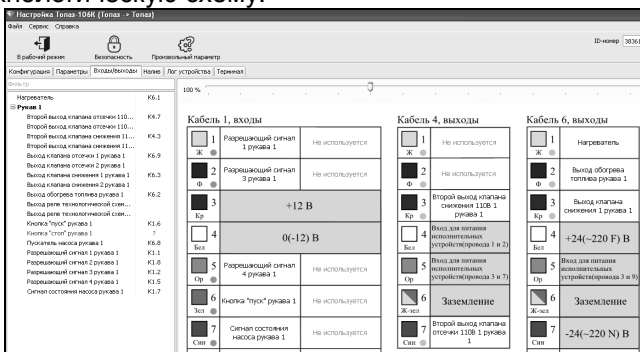 кнологическую схему.
Настройка Топаз-106К (Топаз -> Топаз)
Файл Сервис Справка
ID-номер 38361
В рабочий режим Безопасность Произвольный параметр
Конфигурация Параметры Входы/выходы Налив Лог устройства Терминал
Фильтр
100 %
Нагреватель К6.1
Рукав 1
Второй выход клапана отсечки 110... К4.7
Второй выход клапана отсечки 110...
Второй выход клапана снижения 11... К4.3
Второй выход клапана снижения 11...
Выход клапана отсечки 1 рукава 1 К6.9
Выход клапана отсечки 2 рукава 1
Выход клапана снижения 1 рукава 1 К6.3
Выход клапана снижения 2 рукава 1
Выход обогрева топлива рукава 1 К6.2
Выход реле технологической схем...
Выход реле технологической схем...
Кнопка "пуск" рукава 1 К1.6
Кнопка "стоп" рукава 1 ?
Пускатель насоса рукава 1 К6.8
Разрешающий сигнал 1 рукава 1 К1.1
Разрешающий сигнал 2 рукава 1 К1.8
Разрешающий сигнал 3 рукава 1 К1.2
Разрешающий сигнал 4 рукава 1 К1.5
Сигнал состояния насоса рукава 1 К1.7
Кабель 1, входы
1 Ж Разрешающий сигнал
1 рукава 1
Не используется
2 Ф Разрешающий сигнал
3 рукава 1
Не используется
3 Кр +12 В
4 Бел 0(-12) В
5 Ор Разрешающий сигнал
4 рукава 1
Не используется
6 Зел Кнопка "пуск" рукава 1
Не используется
7 Син Сигнал состояния
насоса рукава 1
Не используется
Кабель 4, выходы
1 Ж Не используется
2 Ф Не используется
3 Кр Второй выход клапана
снижения 110В 1
рукава 1
4 Бел Вход для питания
исполнительных
устройств(провода 1 и 2)
5 Ор Вход для питания
исполнительных
устройств(провода 3 и 7)
6 Ж-зел Заземление
7 Син Второй выход клапана
отсечки 110В 1 рукава
1
Кабель 6, выходы
1 Ж Нагреватель
2 Ф Выход обогрева
топлива рукава 1
3 Кр Выход клапана
снижения 1 рукава 1
4 Бел +24(~220 F) В
5 Ор Вход для питания
исполнительных
устройств(провода 3 и 9)
6 Ж-зел Заземление
7 Син -24(~220 N) В